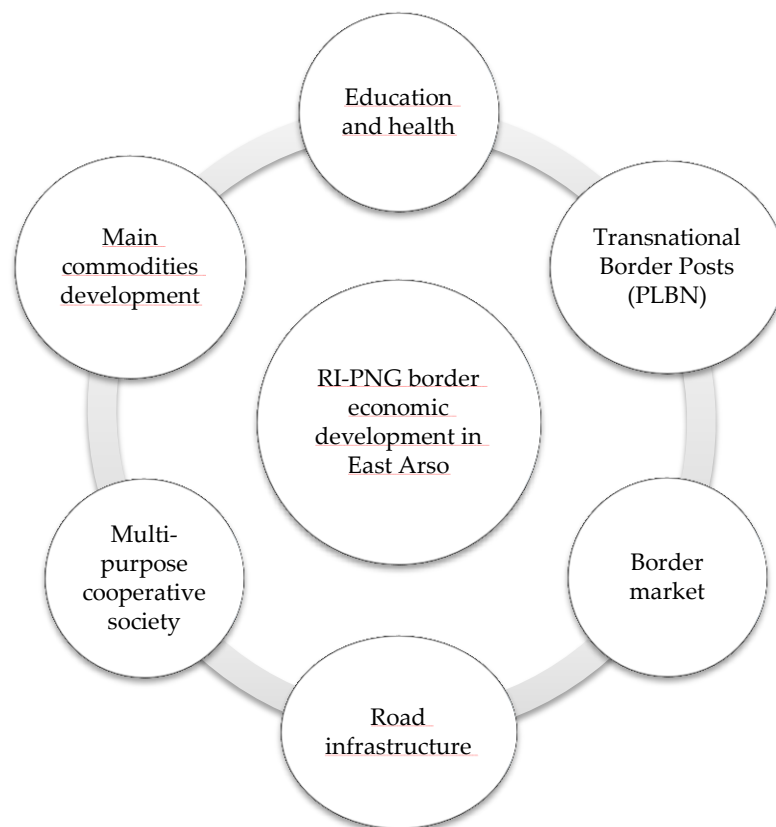 Education
and health
Transnational
Border Posts
(PLBN)
Main
commodities
development
RI-PNG border
economic
development in
East Arso
Multi-
purpose
cooperative
society
Border
market
Road
infrastructure